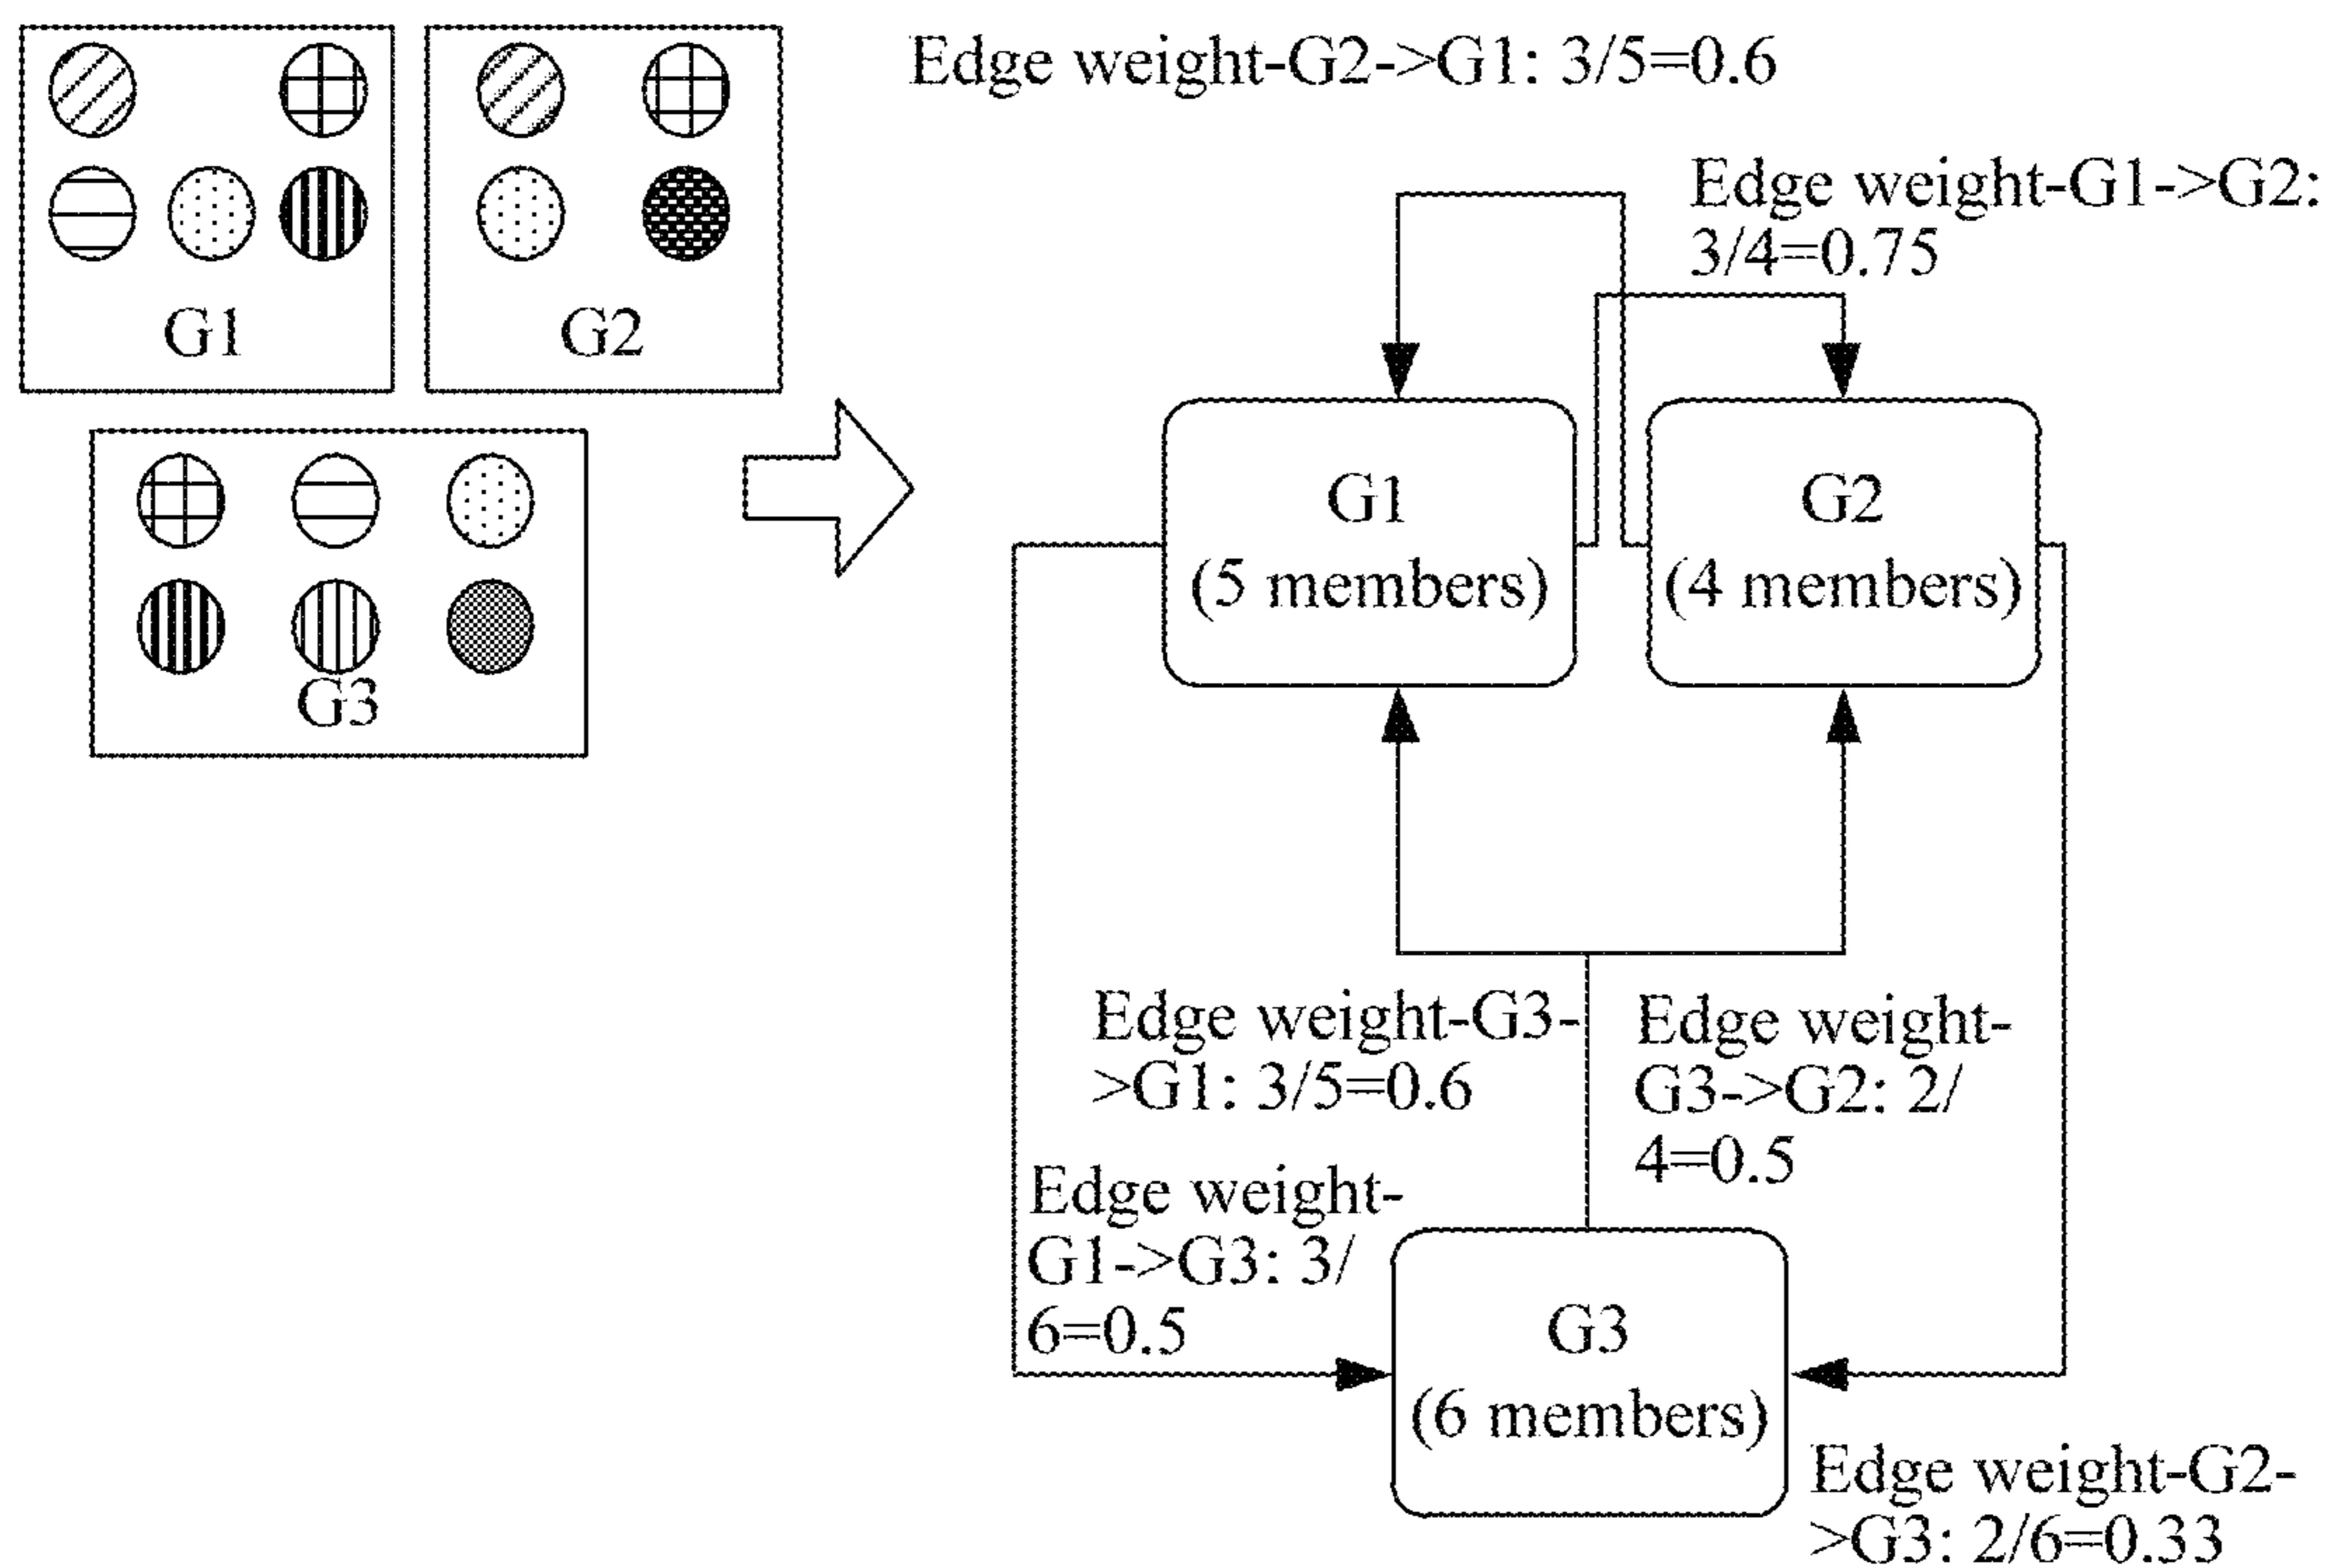 Edge weight-G2->G1: 3/5=0.6
Edge weight-G1->G2:
3/4=0.75
G1
G2
G3
G1
(5 members)
G2
(4 members)
Edge weight-G3-
>G1: 3/5=0.6
Edge weight-
G3->G2: 2/
4=0.5
Edge weight-
G1->G3: 3/
6=0.5
G3
(6 members)
Edge weight-G2-
>G3: 2/6=0.33